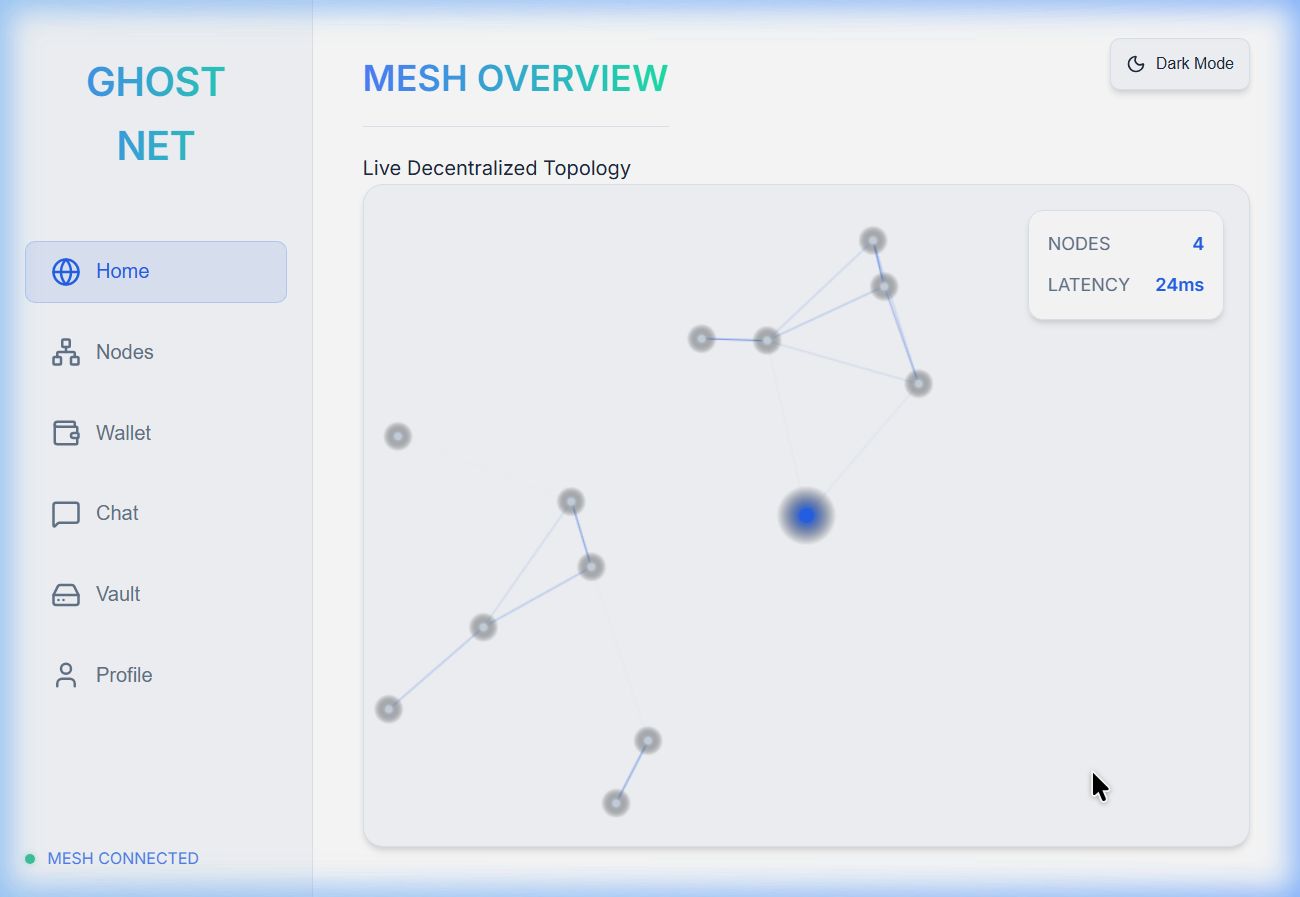 GHOST
NET
Home
Nodes
Wallet
Chat
Vault
Profile
MESH CONNECTED
MESH OVERVIEW
Dark Mode
Live Decentralized Topology
NODES 4
LATENCY 24ms